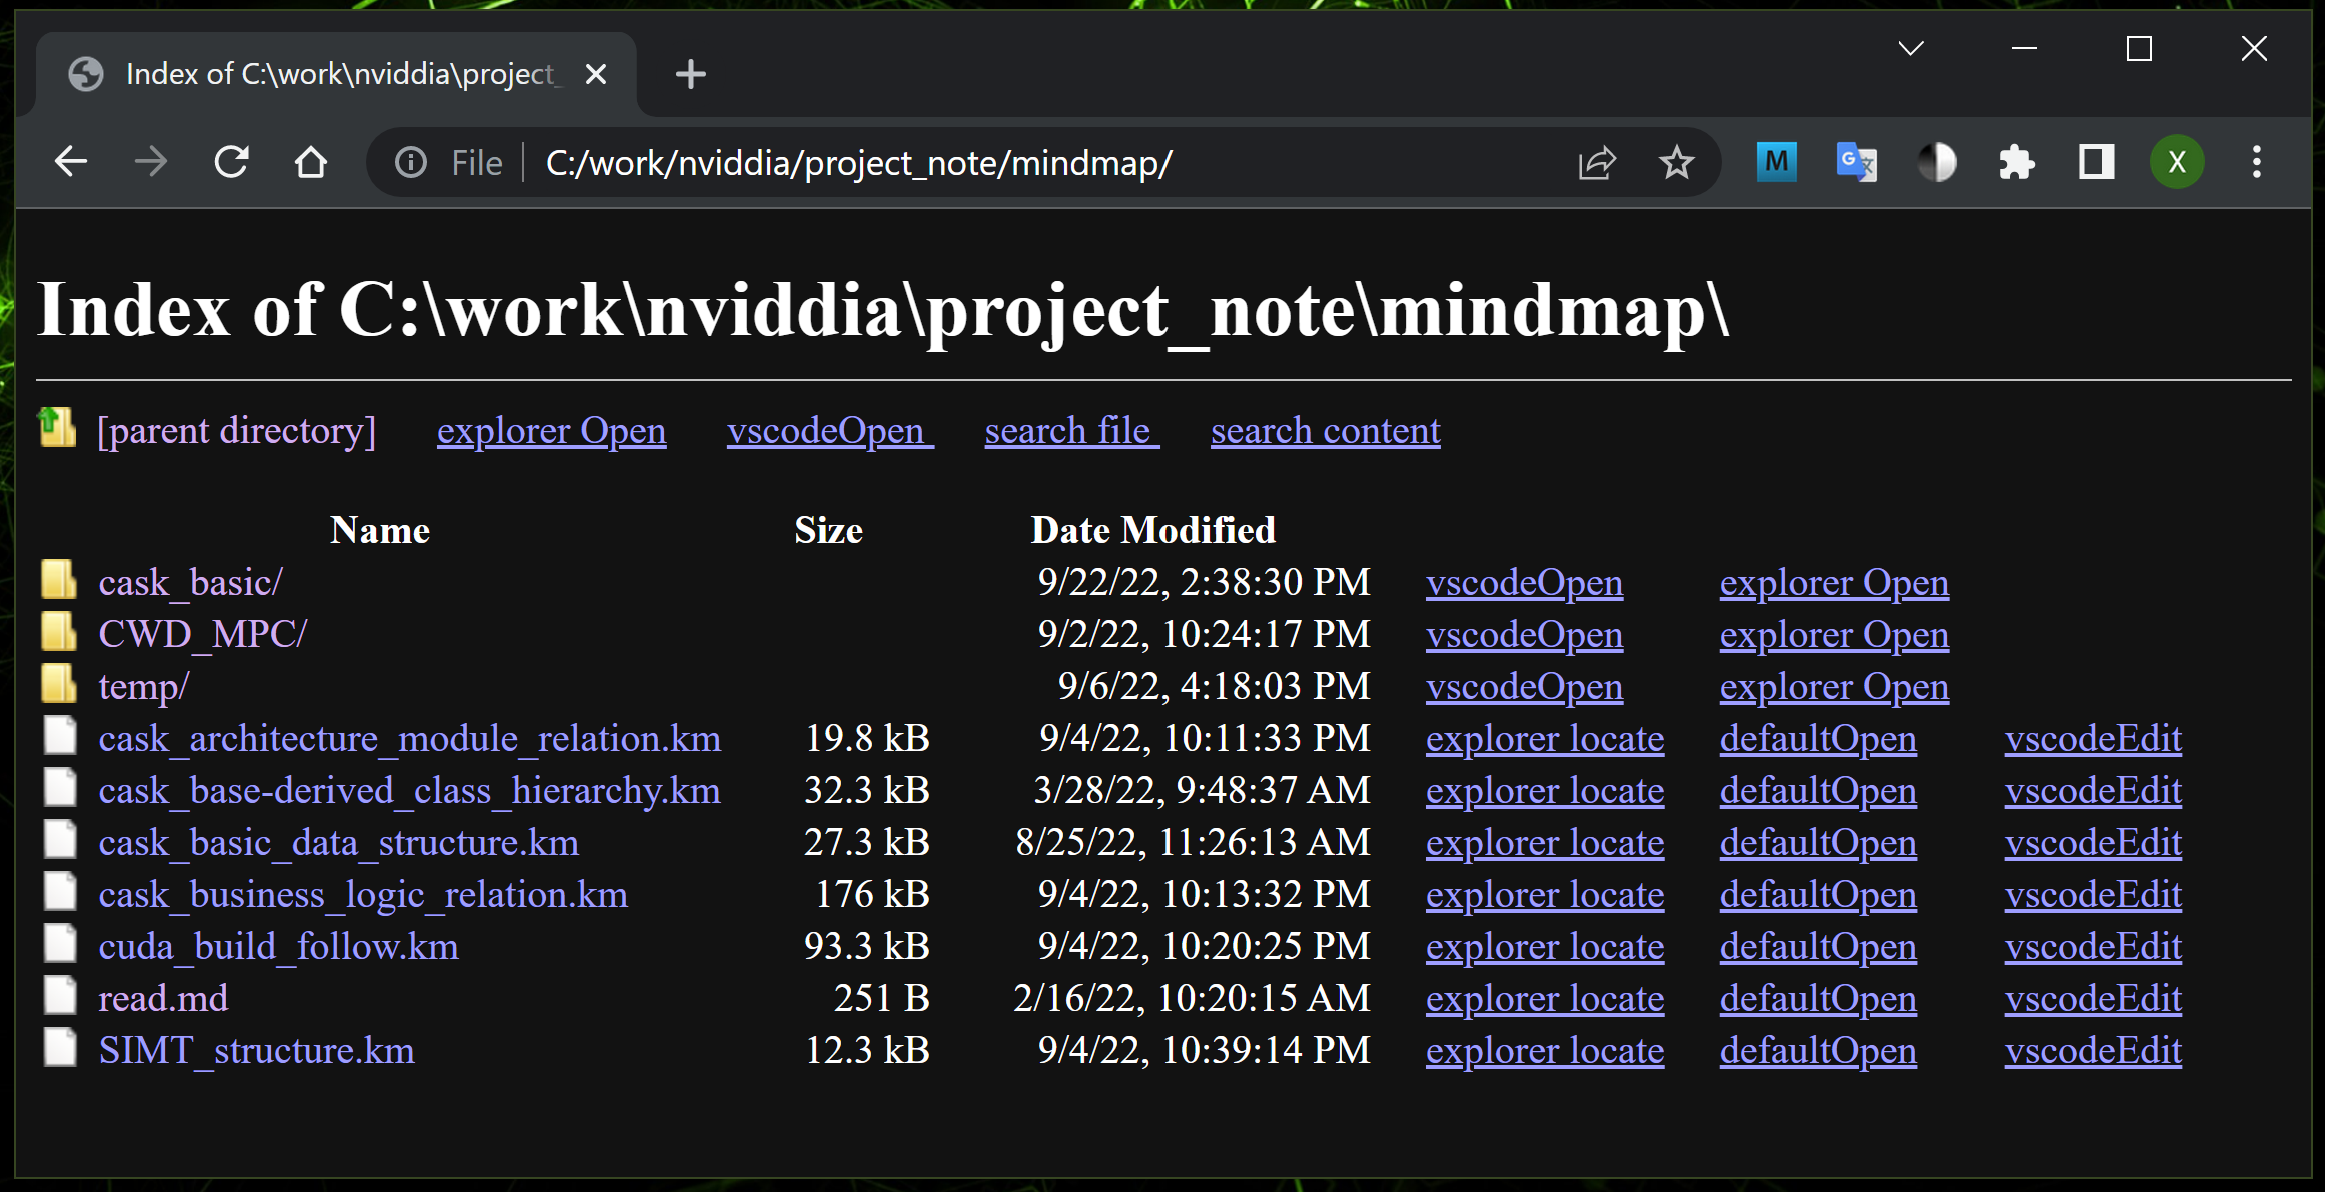 Index of C:\work\nviddia\project_
File C:/work/nviddia/project_note/mindmap/ M G 文 X
Index of C:\work\nviddia\project_note\mindmap\
[parent directory] explorer Open vscodeOpen search file search content
Name Size Date Modified
cask_basic/ 9/22/22, 2:38:30 PM vscodeOpen explorer Open
CWD_MPC/ 9/2/22, 10:24:17 PM vscodeOpen explorer Open
temp/ 9/6/22, 4:18:03 PM vscodeOpen explorer Open
cask_architecture_module_relation.km 19.8 kB 9/4/22, 10:11:33 PM explorer locate defaultOpen vscodeEdit
cask_base-derived_class_hierarchy.km 32.3 kB 3/28/22, 9:48:37 AM explorer locate defaultOpen vscodeEdit
cask_basic_data_structure.km 27.3 kB 8/25/22, 11:26:13 AM explorer locate defaultOpen vscodeEdit
cask_business_logic_relation.km 176 kB 9/4/22, 10:13:32 PM explorer locate defaultOpen vscodeEdit
cuda_build_follow.km 93.3 kB 9/4/22, 10:20:25 PM explorer locate defaultOpen vscodeEdit
read.md 251 B 2/16/22, 10:20:15 AM explorer locate defaultOpen vscodeEdit
SIMT_structure.km 12.3 kB 9/4/22, 10:39:14 PM explorer locate defaultOpen vscodeEdit